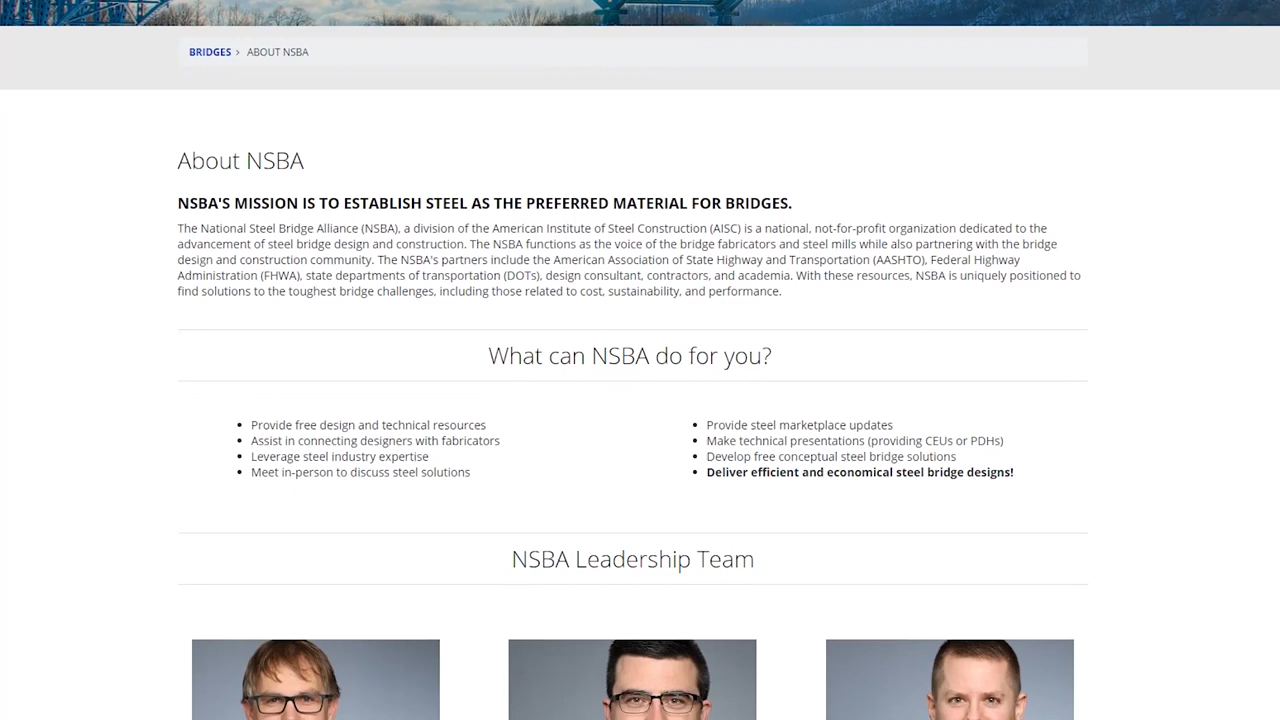 BRIDGES > ABOUT NSBA
About NSBA
NSBA'S MISSION IS TO ESTABLISH STEEL AS THE PREFERRED MATERIAL FOR BRIDGES.
The National Steel Bridge Alliance (NSBA), a division of the American Institute of Steel Construction (AISC) is a national, not-for-profit organization dedicated to the
advancement of steel bridge design and construction. The NSBA functions as the voice of the bridge fabricators and steel mills while also partnering with the bridge
design and construction community. The NSBA's partners include the American Association of State Highway and Transportation (AASHTO), Federal Highway
Administration (FHWA), state departments of transportation (DOTs), design consultant, contractors, and academia. With these resources, NSBA is uniquely positioned to
find solutions to the toughest bridge challenges, including those related to cost, sustainability, and performance.
What can NSBA do for you?
• Provide free design and technical resources
• Assist in connecting designers with fabricators
• Leverage steel industry expertise
• Meet in-person to discuss steel solutions
• Provide steel marketplace updates
• Make technical presentations (providing CEUs or PDHs)
• Develop free conceptual steel bridge solutions
• Deliver efficient and economical steel bridge designs!
NSBA Leadership Team